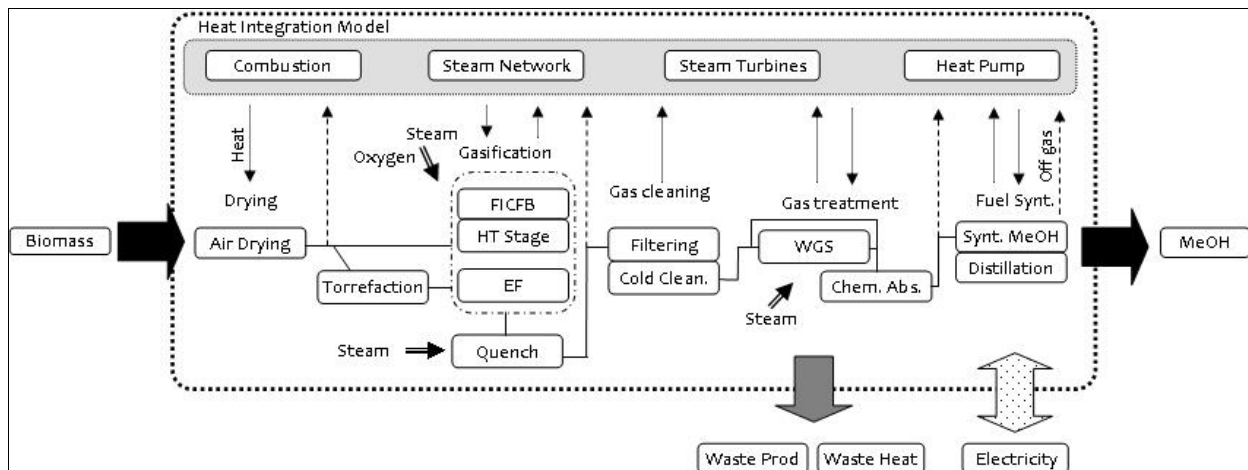 Heat Integration Model
Combustion
Steam Network
Steam Turbines
Heat Pump
Heat
Steam
Oxygen
Gasification
Off gas
Drying
Gas cleaning
Gas treatment
Fuel Synt.
Biomass
Air Drying
FICFB
HT Stage
Filtering
WGS
Synt. MeOH
MeOH
Torrefaction
EF
Cold Clean.
Chem. Abs.
Distillation
Steam
Steam
Quench
Waste Prod
Waste Heat
Electricity